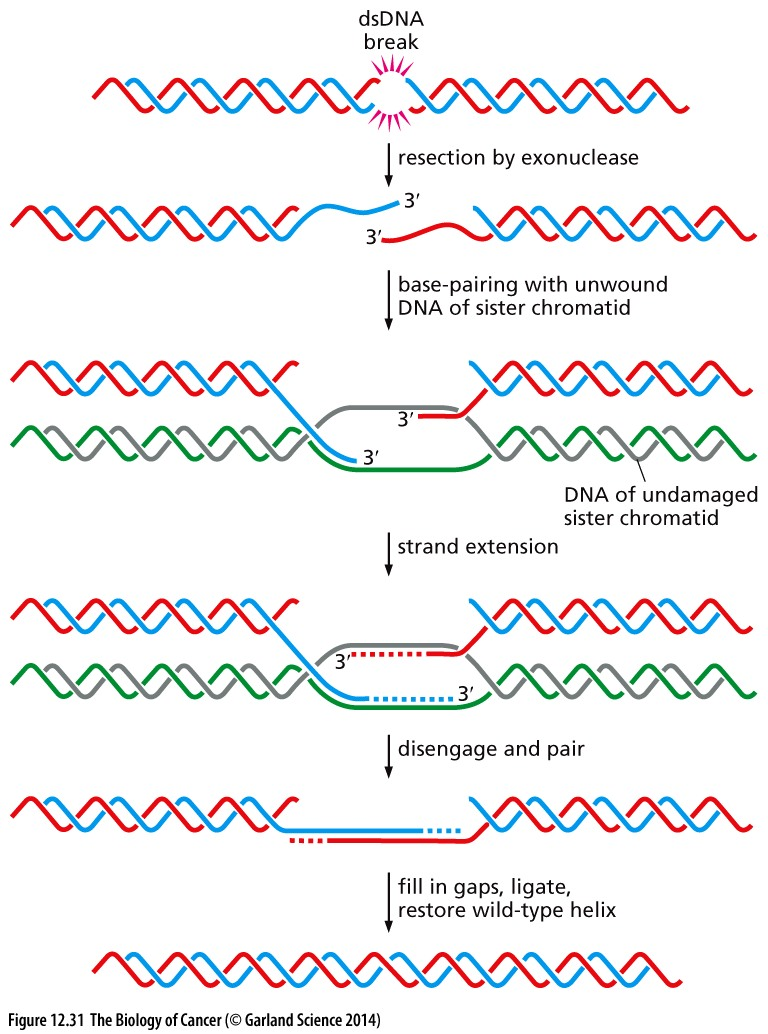 dsDNA
break
resection by exonuclease
3′
3′
base-pairing with unwound
DNA of sister chromatid
3′
3′
DNA of undamaged
sister chromatid
strand extension
3′
3′
disengage and pair
fill in gaps, ligate,
restore wild-type helix
Figure 12.31 The Biology of Cancer (© Garland Science 2014)